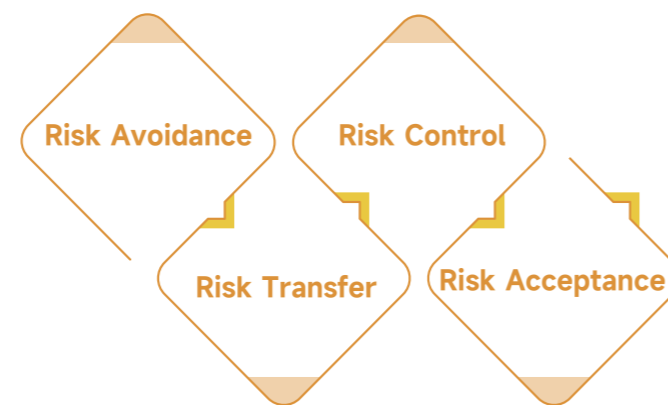 Risk Avoidance
Risk Control
Risk Transfer
Risk Acceptance